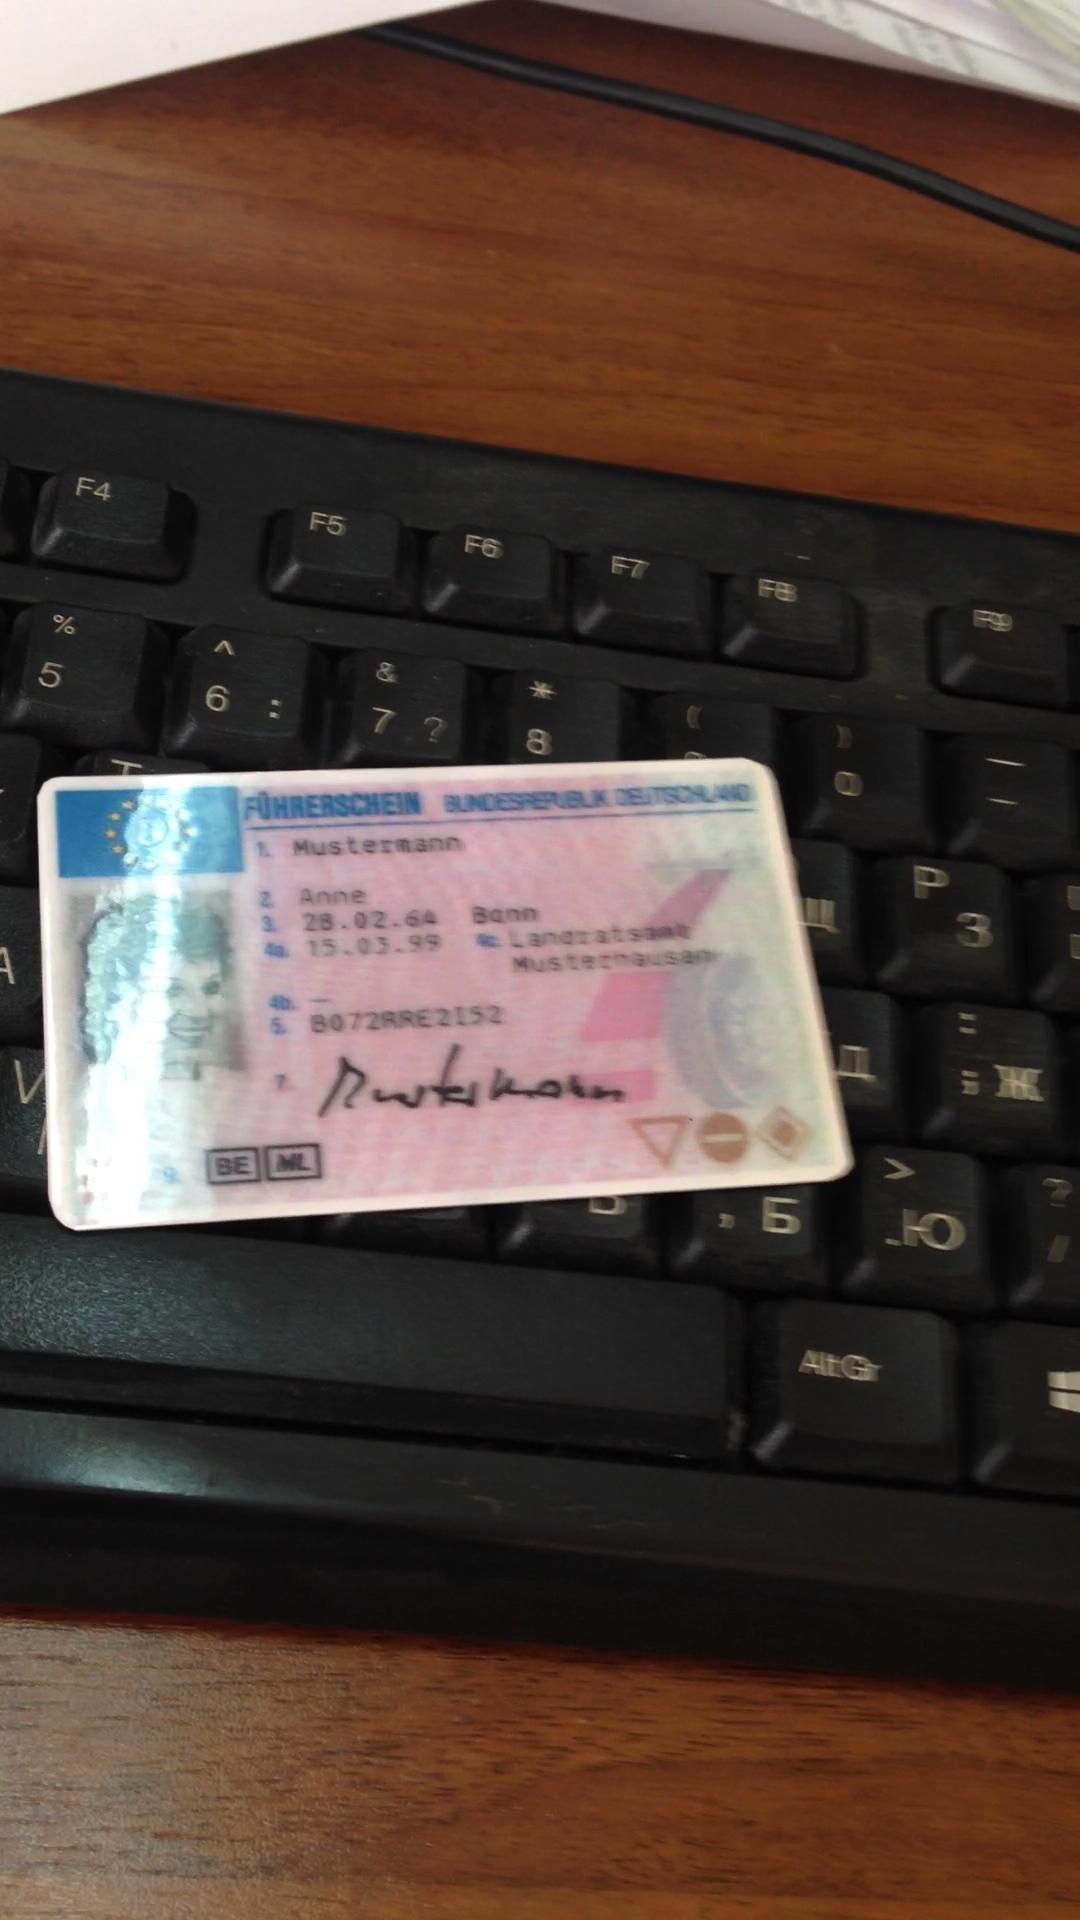 F4 F5 F6 F7 F8 F9
% ^ & * ( ) —
5 6 : 7 ? 8 0 –
FÜHRERSCHEIN BUNDESREPUBLIK DEUTSCHLAND
1. Mustermann
2. Anne
3. 28.02.64 Bonn
4a. 15.03.99 4c. Landratsamt
Musterhausen
4b. —
5. B072RRE2I52
7. Mustermann
9. BE ML
P З
Щ
A
Д : ; Ж
V
> ?
, Б . Ю /
Alt Gr